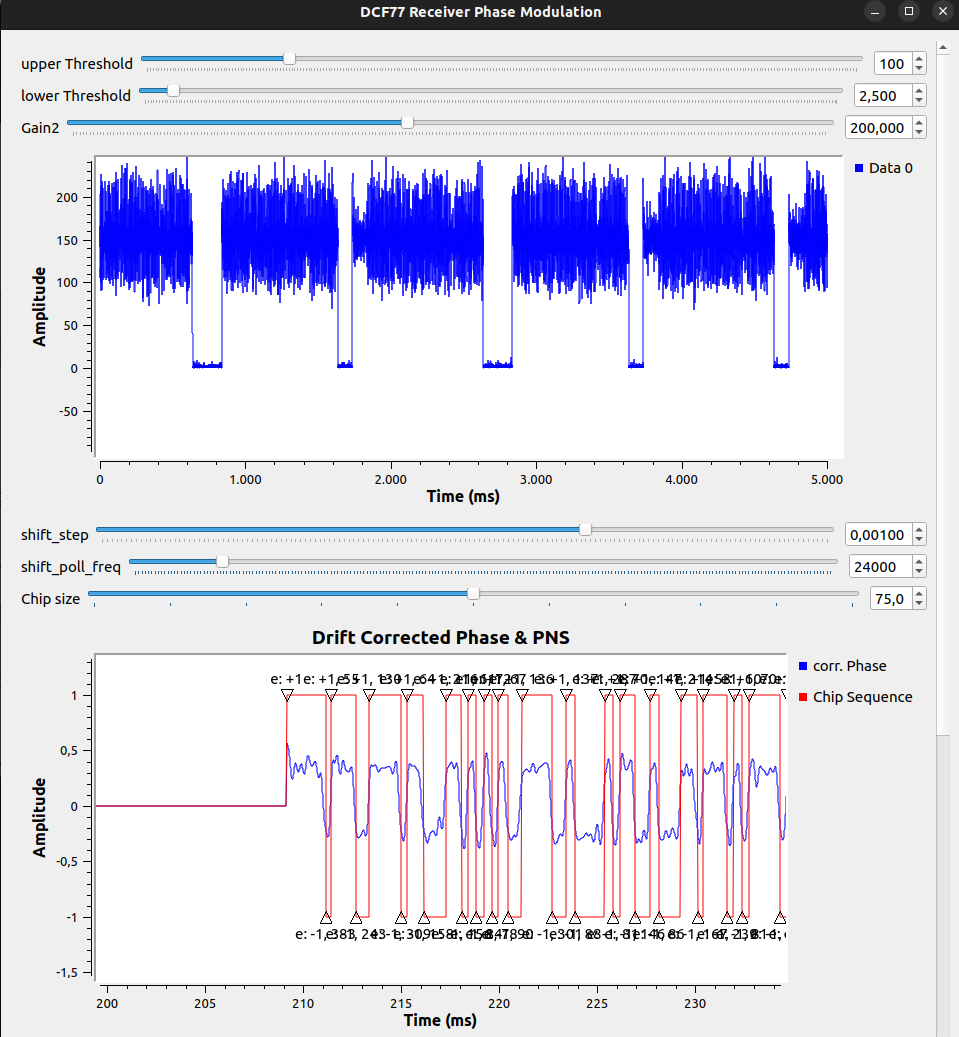 DCF77 Receiver Phase Modulation
upper Threshold 100
lower Threshold 2,500
Gain2 200,000
Data 0
200
150
100
50
0
-50
Amplitude
0 1.000 2.000 3.000 4.000 5.000
Time (ms)
shift_step 0,00100
shift_poll_freq 24000
Chip size 75,0
Drift Corrected Phase & PNS
corr. Phase
Chip Sequence
1
0,5
0
-0,5
-1
-1,5
Amplitude
200 205 210 215 220 225 230
Time (ms)